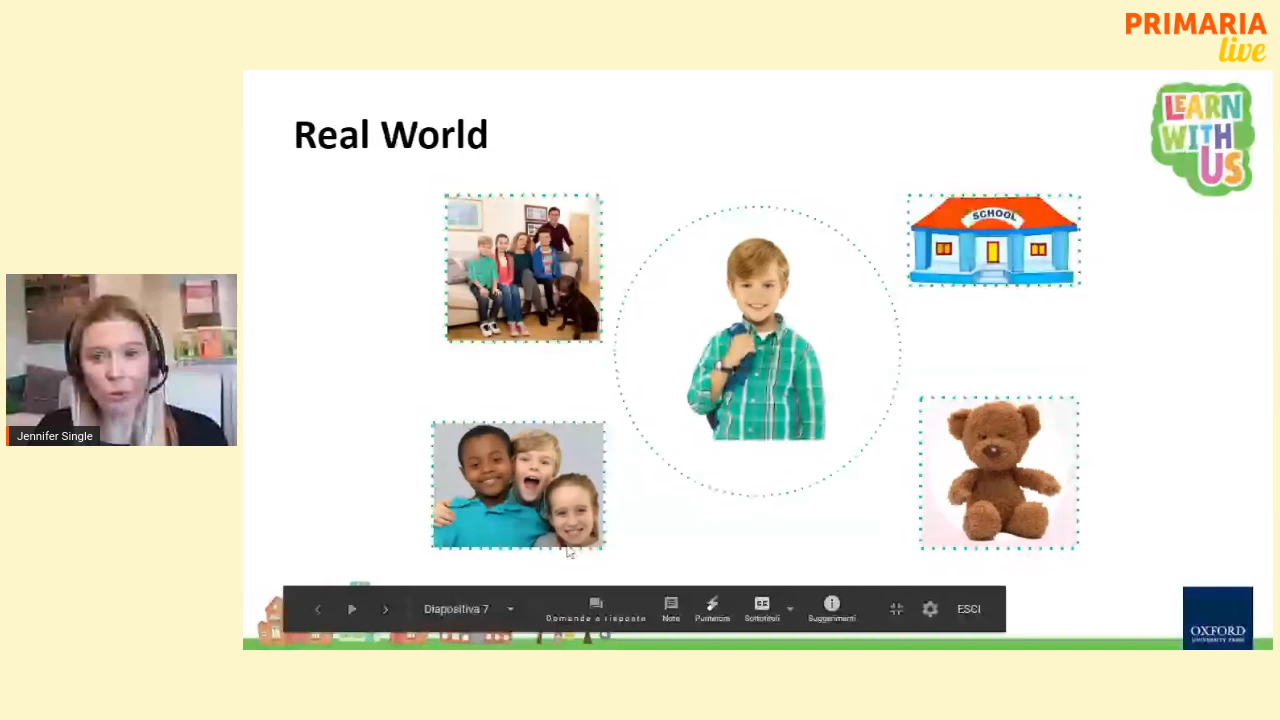 PRIMARIA
live
LEARN
WITH
US
Real World
SCHOOL
Jennifer Single
Diapositiva 7
Domande e risposte
Note
Puntatore
Sottotitoli
Suggerimenti
ESCI
OXFORD
UNIVERSITY PRESS